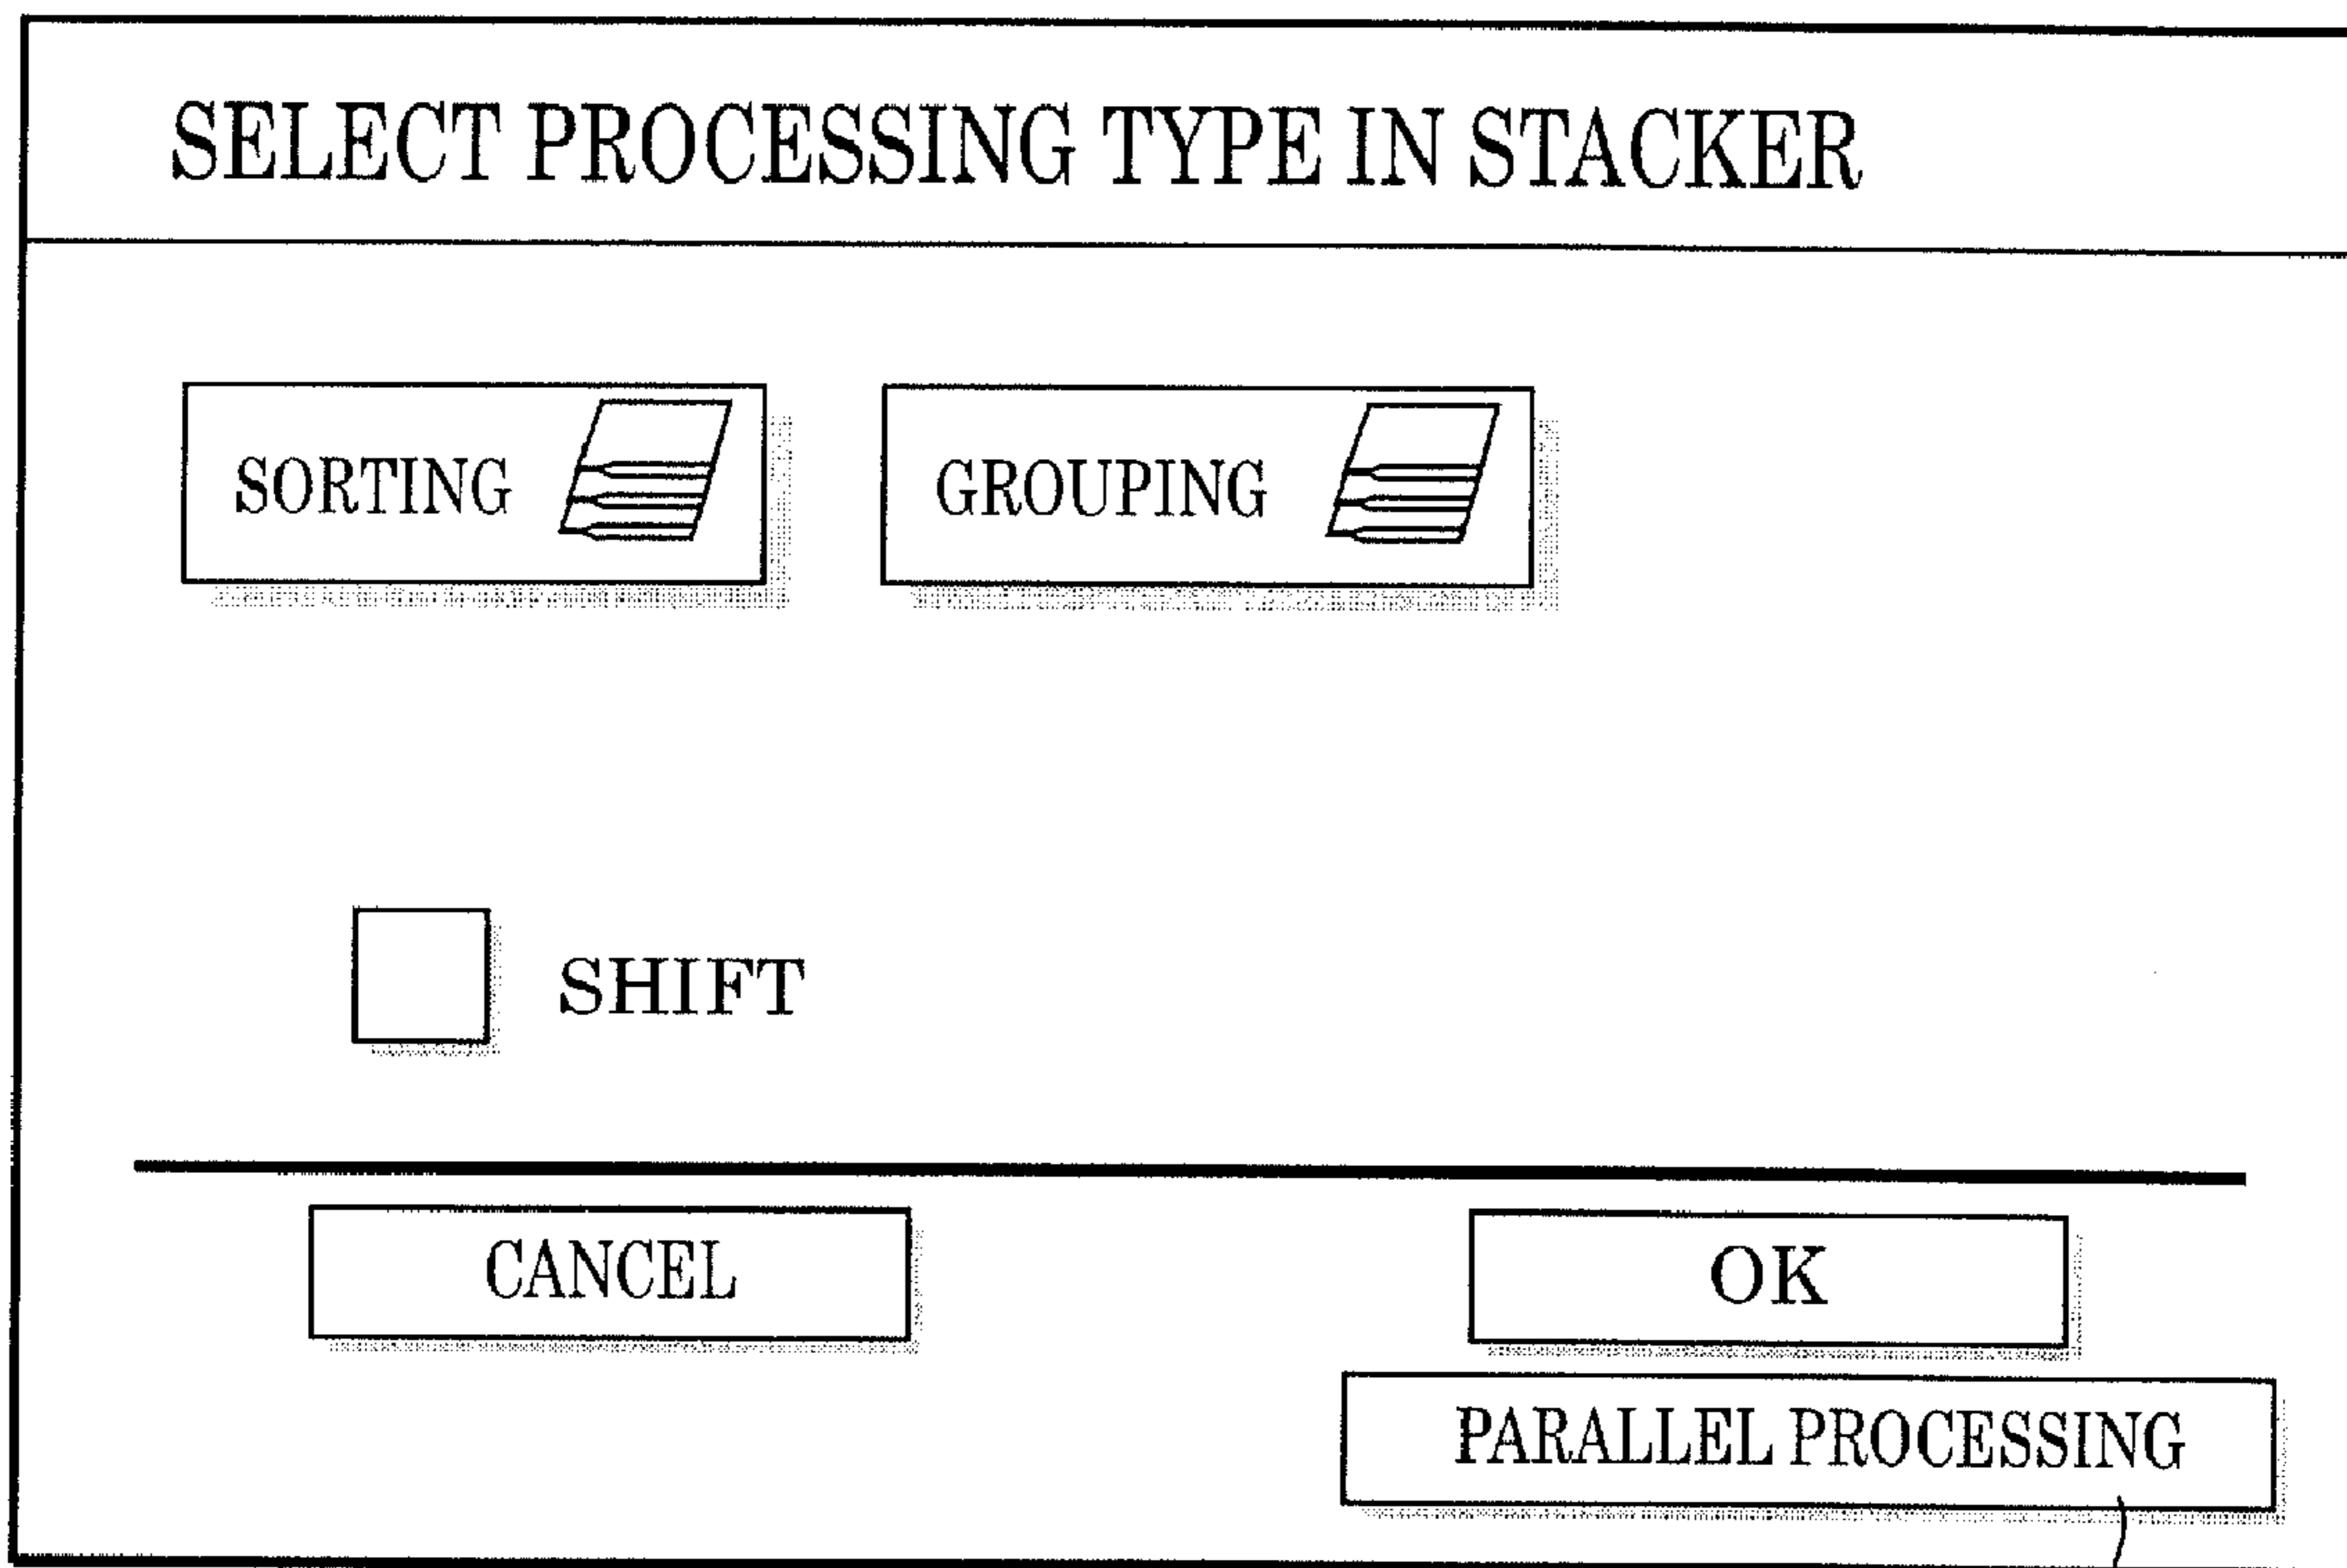 SELECT PROCESSING TYPE IN STACKER
SORTING
GROUPING
SHIFT
CANCEL
OK
PARALLEL PROCESSING